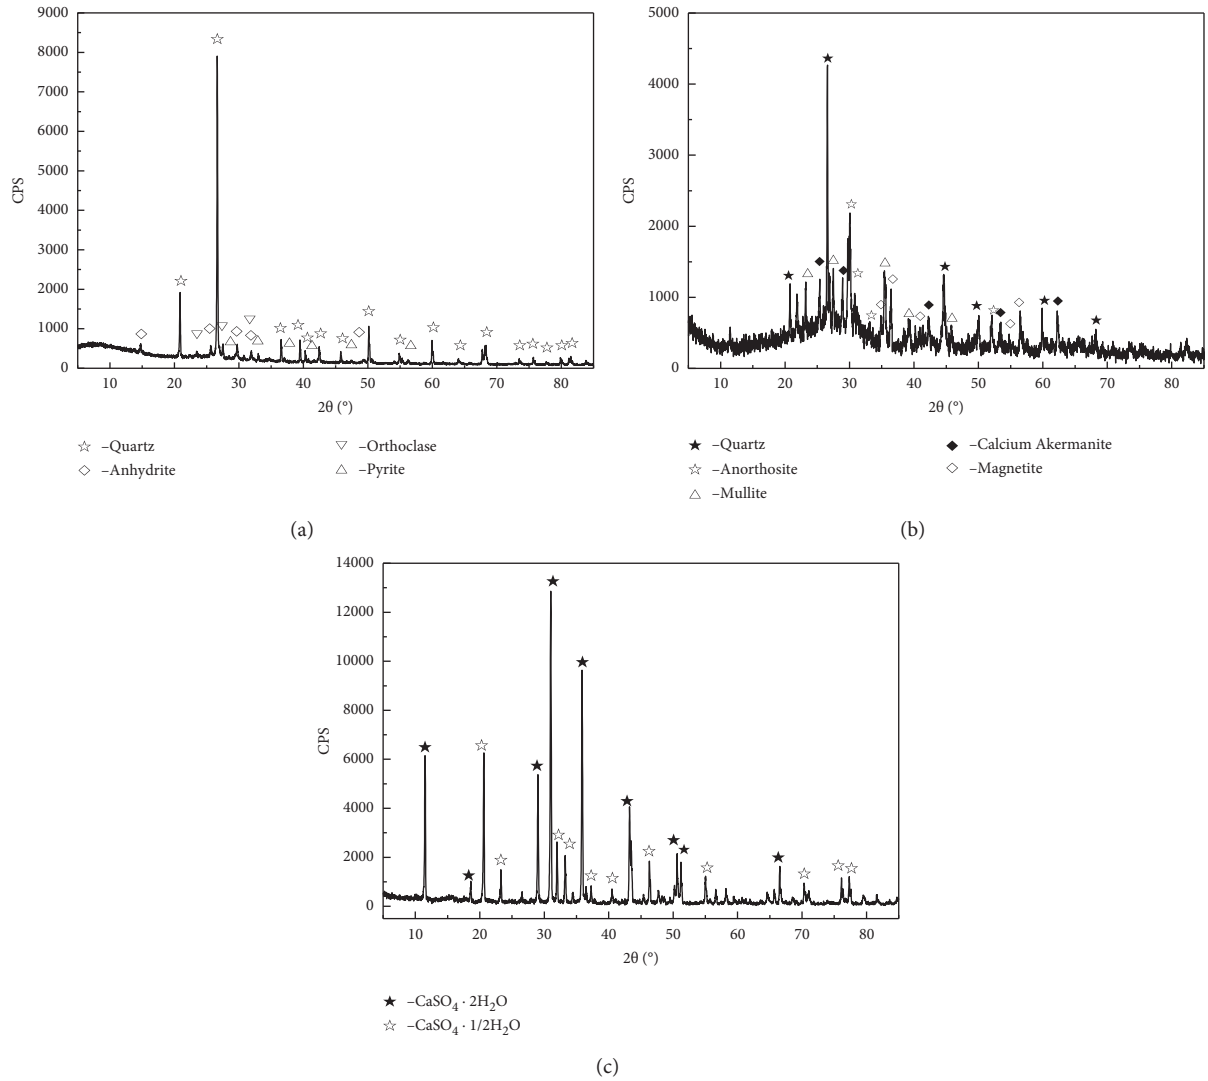 9000
8000
7000
6000
5000
4000
3000
2000
1000
0
CPS
10 20 30 40 50 60 70 80
2θ (°)
–Quartz
–Anhydrite
–Orthoclase
–Pyrite
(a)
5000
4000
3000
2000
1000
0
CPS
10 20 30 40 50 60 70 80
2θ (°)
–Quartz
–Anorthosite
–Mullite
–Calcium Akermanite
–Magnetite
(b)
14000
12000
10000
8000
6000
4000
2000
0
CPS
10 20 30 40 50 60 70 80
2θ (°)
–CaSO4 · 2H2O
–CaSO4 · 1/2H2O
(c)